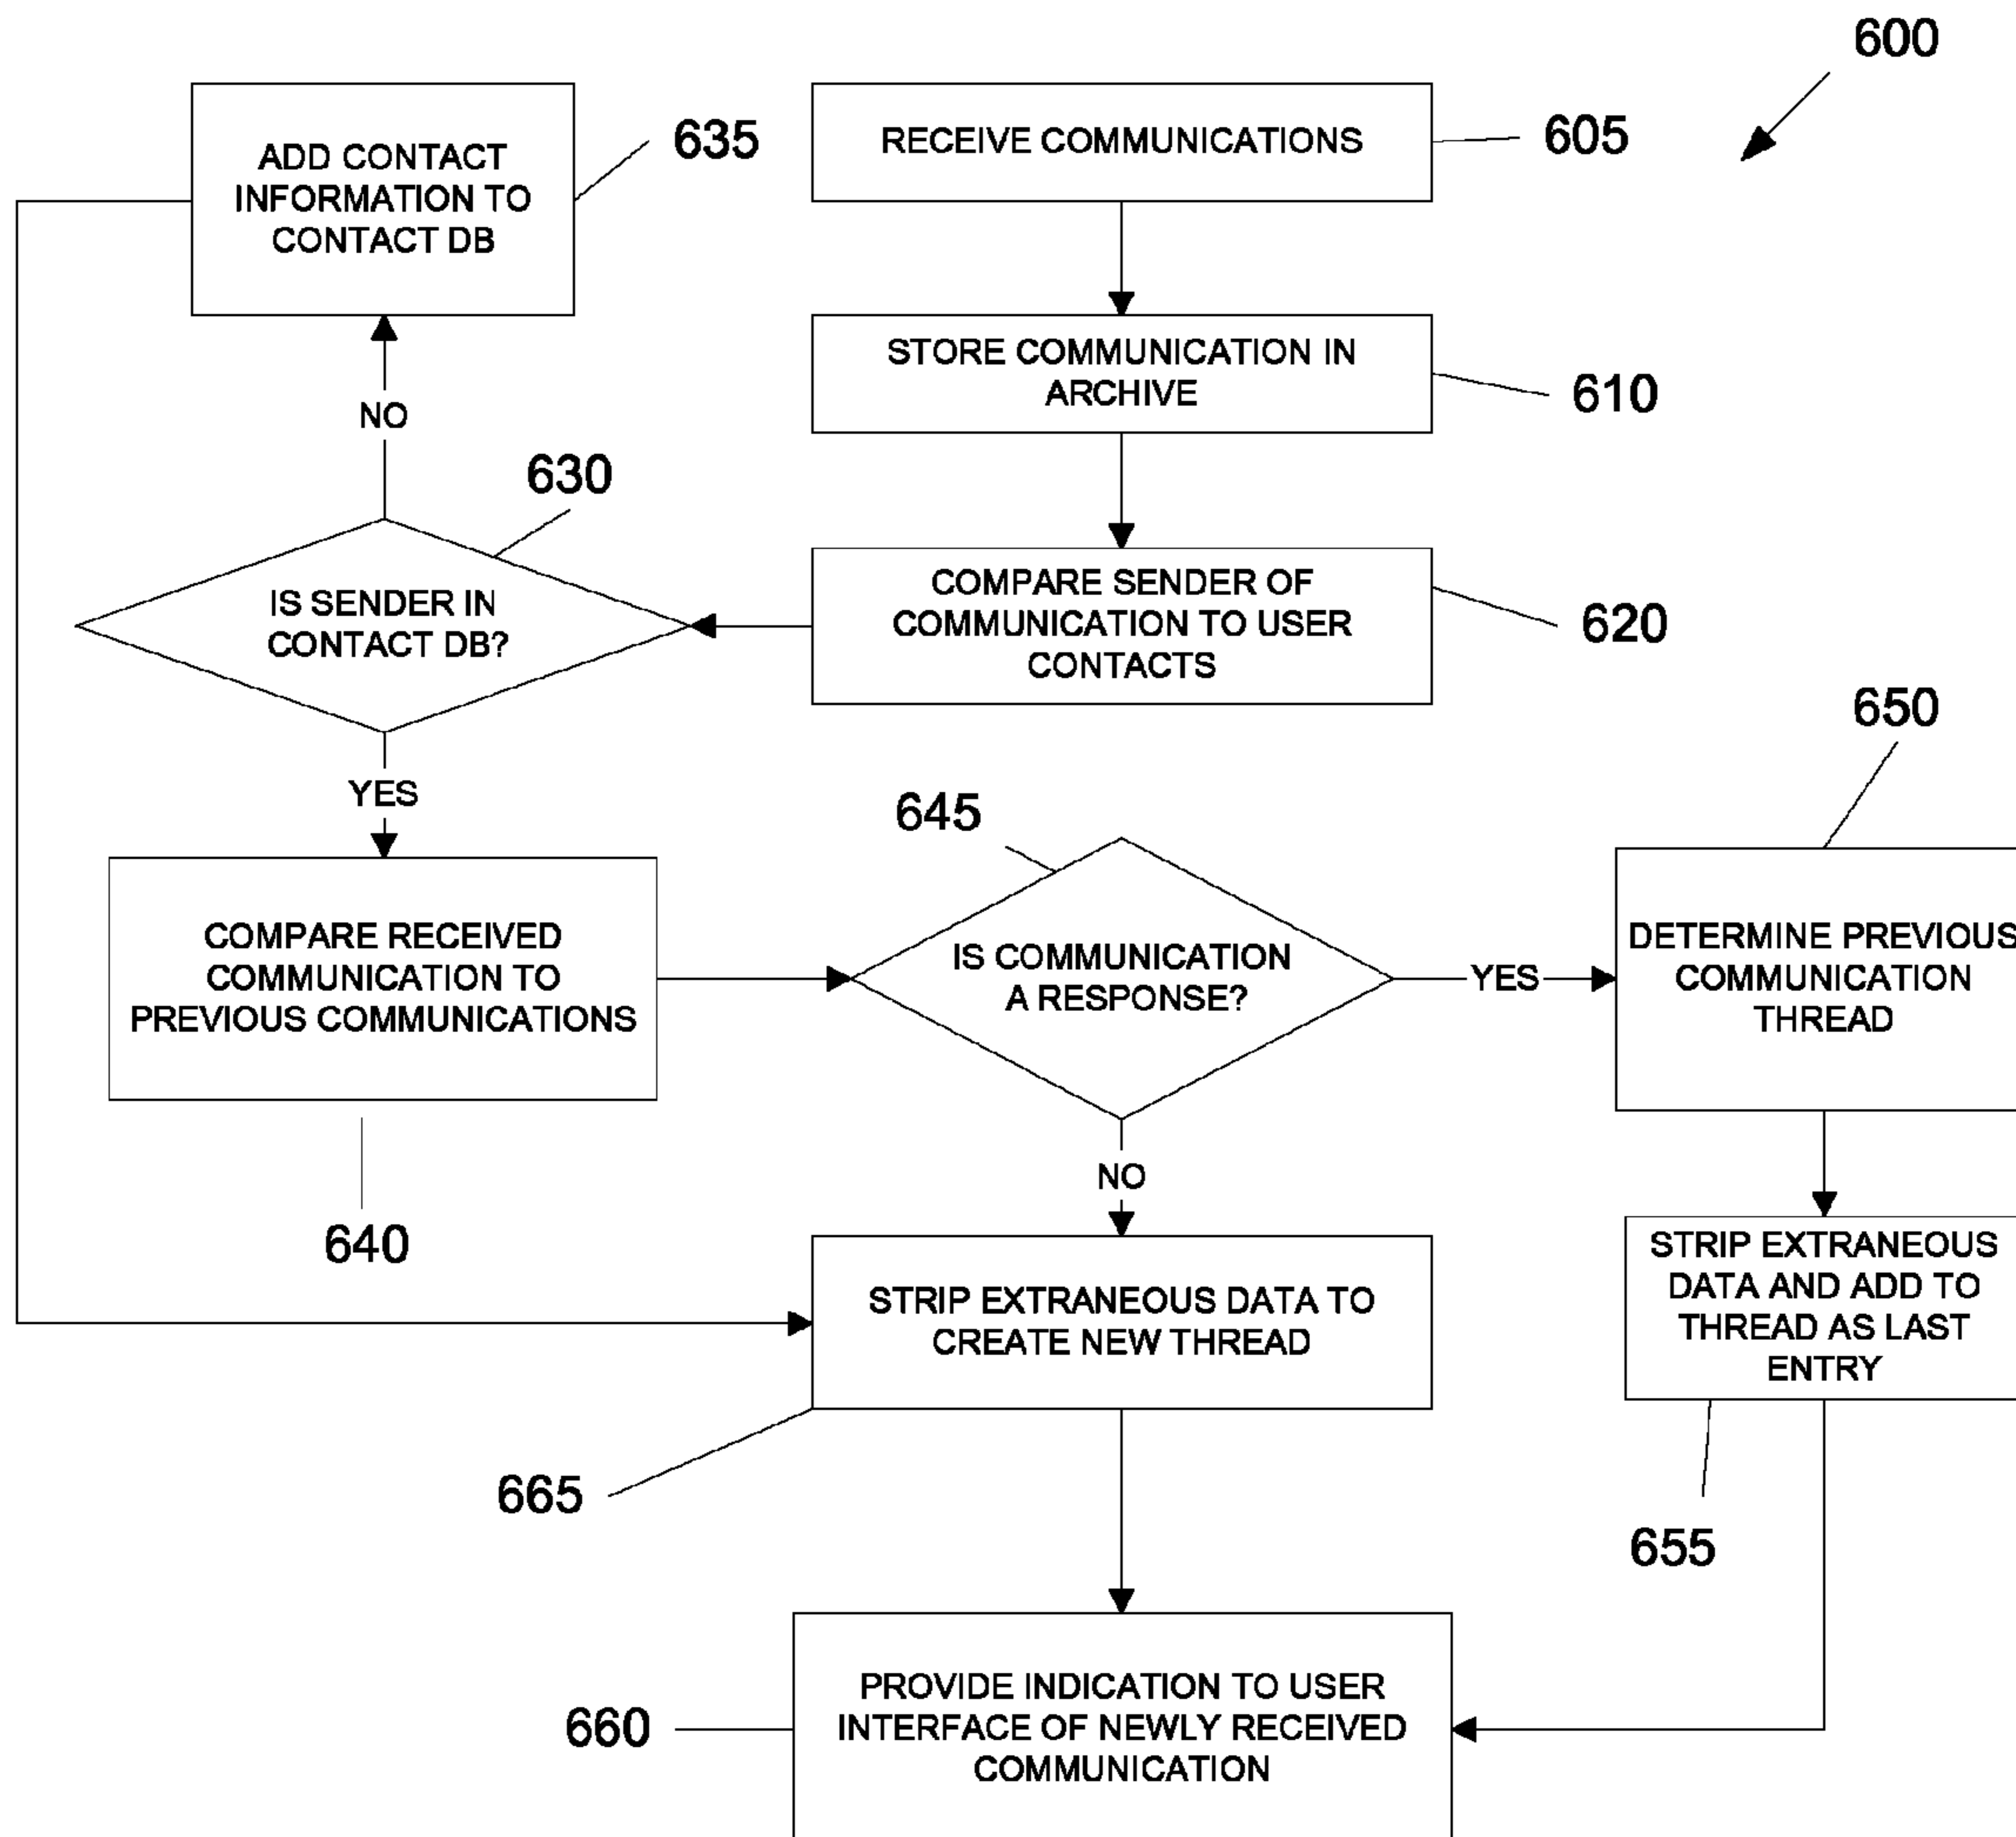 600
RECEIVE COMMUNICATIONS
605
STORE COMMUNICATION IN
ARCHIVE
610
COMPARE SENDER OF
COMMUNICATION TO USER
CONTACTS
620
IS SENDER IN
CONTACT DB?
630
NO
ADD CONTACT
INFORMATION TO
CONTACT DB
635
YES
COMPARE RECEIVED
COMMUNICATION TO
PREVIOUS COMMUNICATIONS
640
IS COMMUNICATION
A RESPONSE?
645
YES
DETERMINE PREVIOUS
COMMUNICATION
THREAD
650
STRIP EXTRANEOUS
DATA AND ADD TO
THREAD AS LAST
ENTRY
655
NO
STRIP EXTRANEOUS DATA TO
CREATE NEW THREAD
665
PROVIDE INDICATION TO USER
INTERFACE OF NEWLY RECEIVED
COMMUNICATION
660